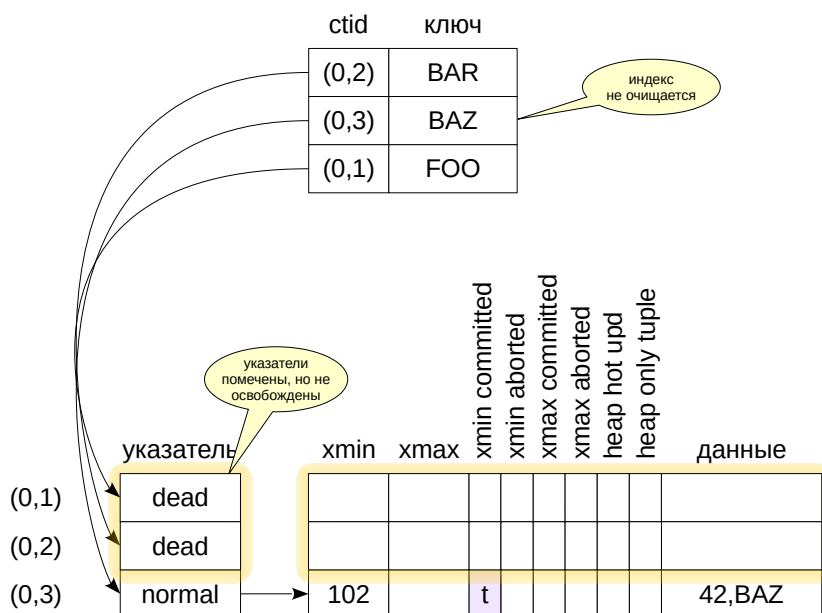 ctid ключ
(0,2) BAR
(0,3) BAZ
(0,1) FOO
индекс
не очищается
указатели
помечены, но не
освобождены
указатель xmin xmax xmin committed xmin aborted xmax committed xmax aborted heap hot upd heap only tuple данные
(0,1) dead
(0,2) dead
(0,3) normal 102 t 42,BAZ